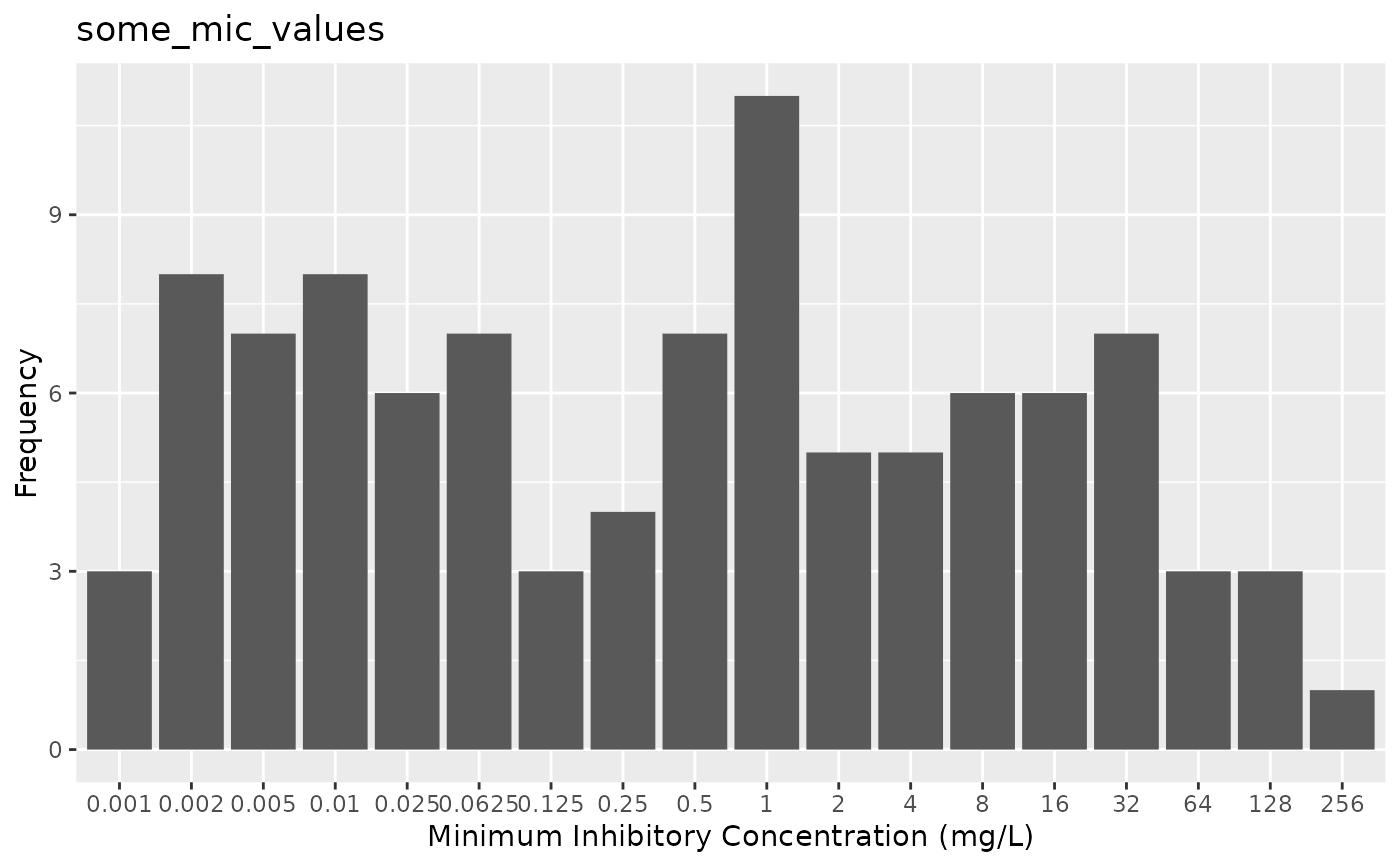 some_mic_values
Frequency
9
6
3
0
0.001 0.002 0.005 0.01 0.025 0.0625 0.125 0.25 0.5 1 2 4 8 16 32 64 128 256
Minimum Inhibitory Concentration (mg/L)